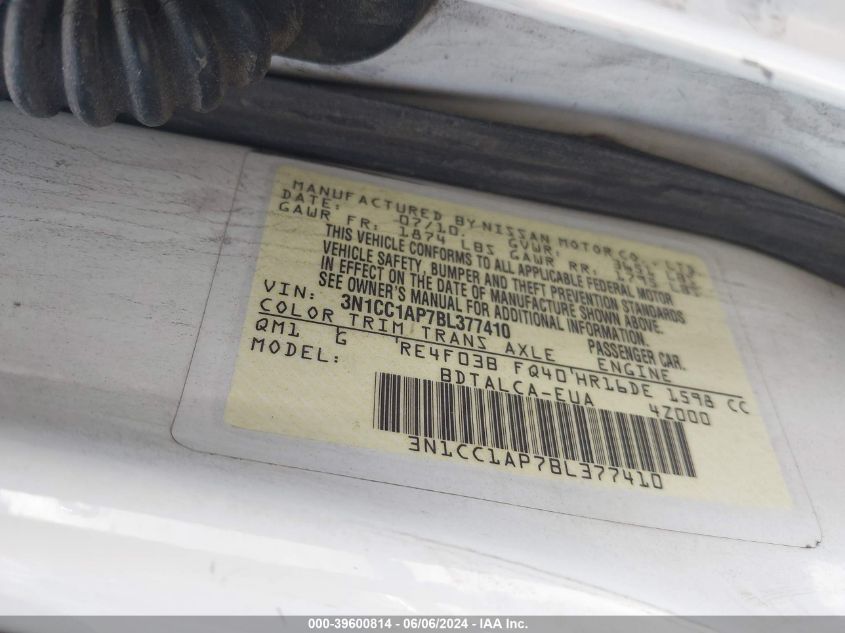 MANUFACTURED BY NISSAN MOTOR CO., LTD.
DATE: 07/10. GVWR:
GAWR FR: 1874 LBS GAWR RR:
THIS VEHICLE CONFORMS TO ALL APPLICABLE FEDERAL MOTOR
VEHICLE SAFETY, BUMPER AND THEFT PREVENTION STANDARDS
IN EFFECT ON THE DATE OF MANUFACTURE SHOWN ABOVE.
SEE OWNER'S MANUAL FOR ADDITIONAL INFORMATION.
VIN: 3N1CC1AP7BL377410 PASSENGER CAR.
COLOR TRIM TRANS AXLE ENGINE
QM1 G RE4F03B FQ40 HR16DE 1598 CC
MODEL: BDTALCA-EUA 4Z000
3N1CC1AP7BL377410
000-39600814 - 06/06/2024 - IAA Inc.